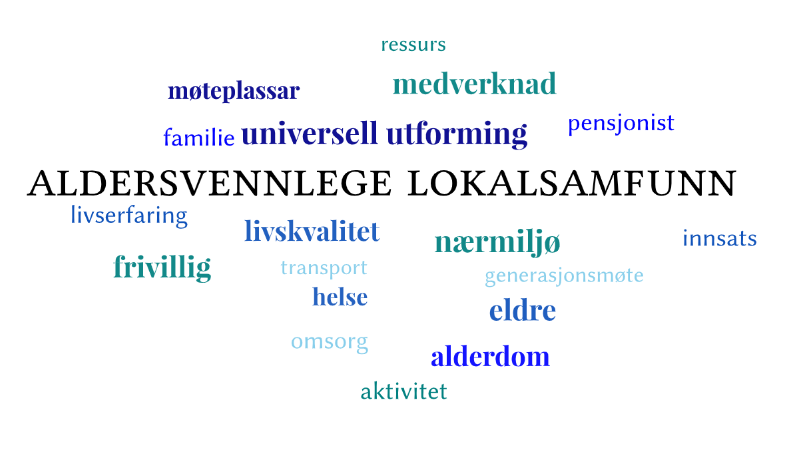 ressurs
medverknad
møteplassar
pensjonist
familie universell utforming
ALDERSVENNLEGE LOKALSAMFUNN
livserfaring
livskvalitet
nærmiljø
innsats
frivillig
transport
generasjonsmøte
helse
eldre
omsorg
alderdom
aktivitet